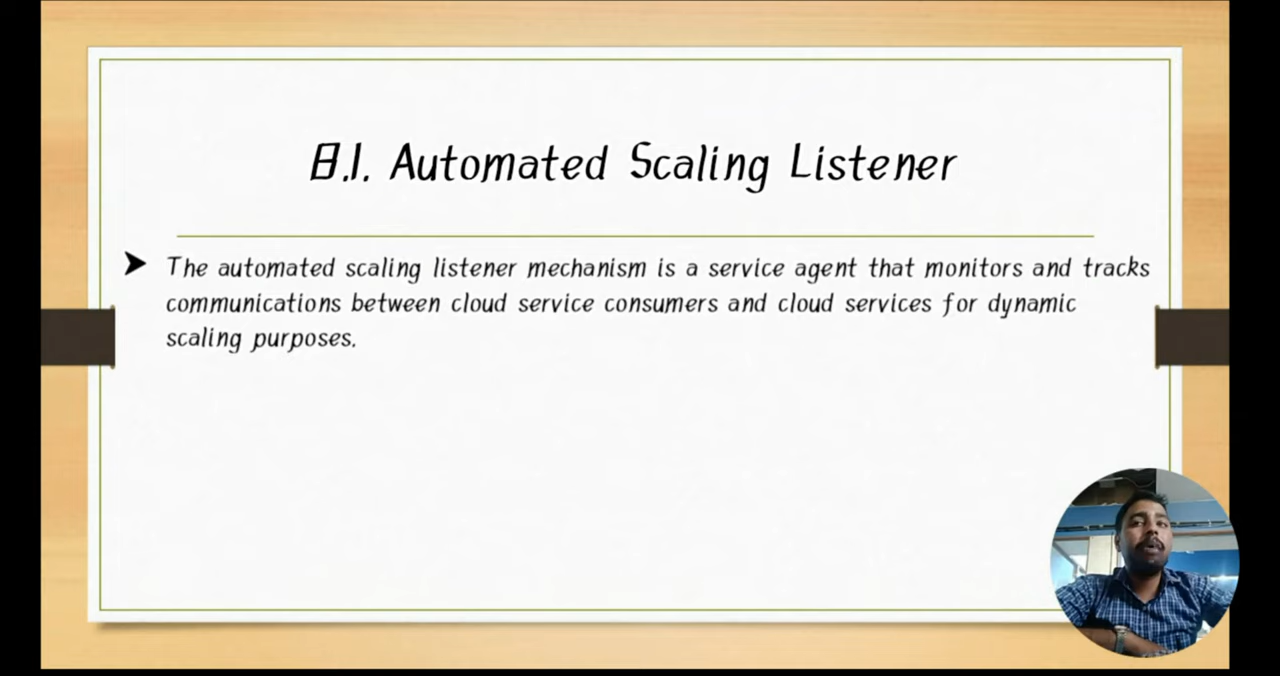 8.1. Automated Scaling Listener
The automated scaling listener mechanism is a service agent that monitors and tracks
communications between cloud service consumers and cloud services for dynamic
scaling purposes.